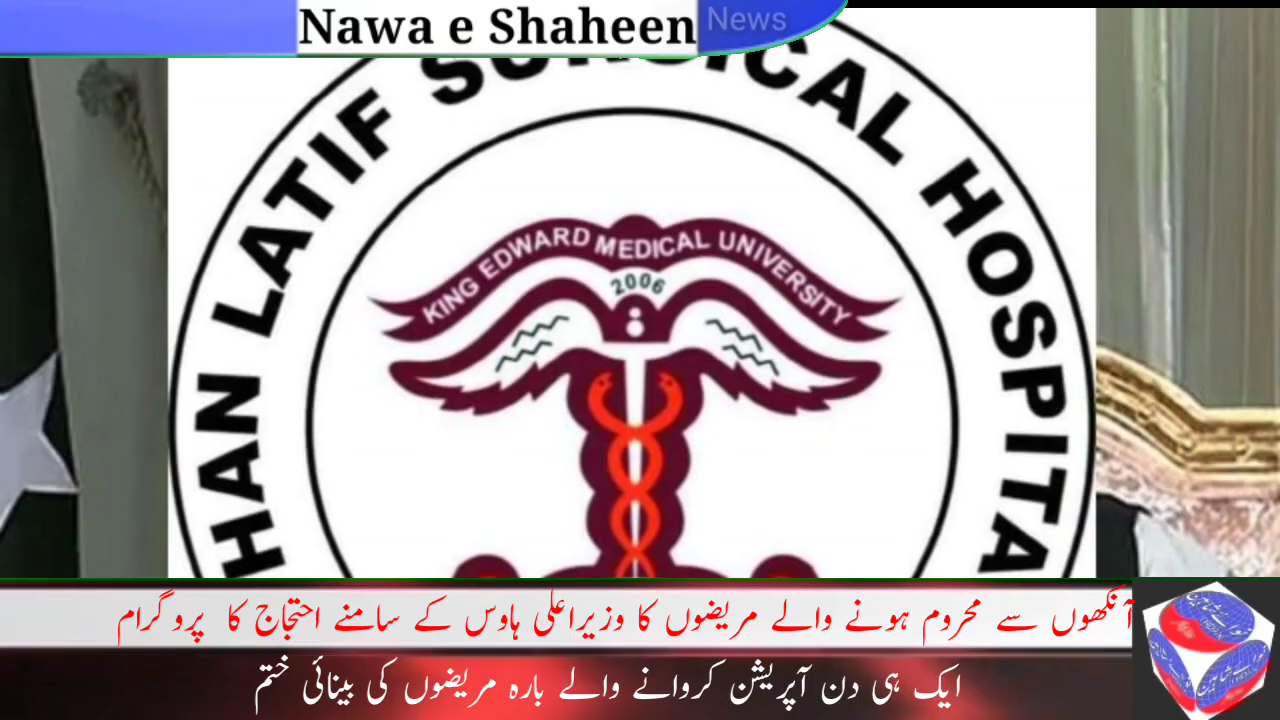 Nawa e Shaheen News
HAN LATIF SURGICAL HOSPITA
KING EDWARD MEDICAL UNIVERSITY
2006
آنکھوں سے محروم ہونے والے مریضوں کا وزیراعلی ہاوس کے سامنے احتجاج کا پروگرام
ایک ہی دن آپریشن کروانے والے بارہ مریضوں کی بینائی ختم